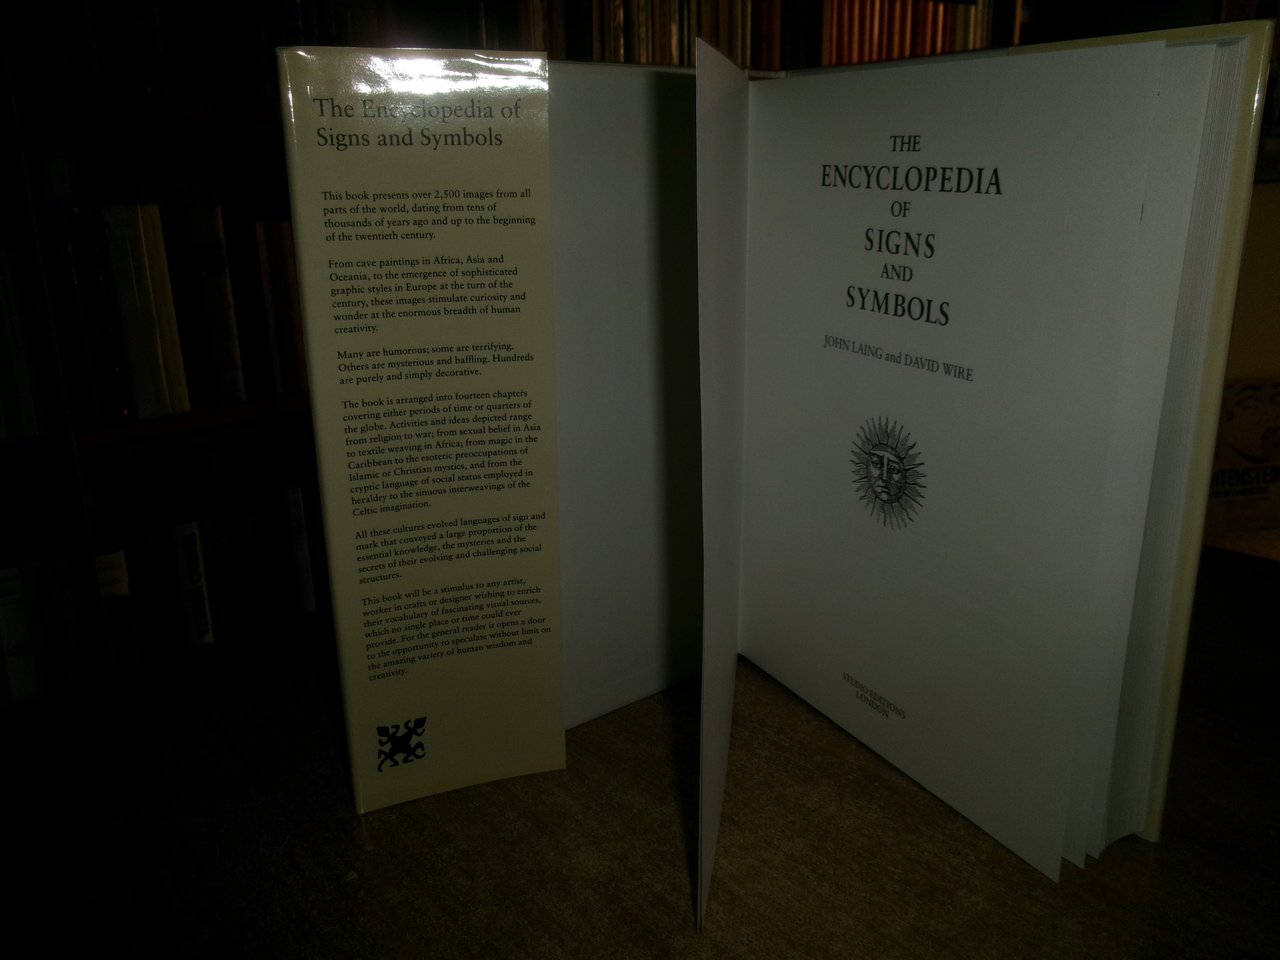 The Encyclopedia of
Signs and Symbols
This book presents over 2,500 images from all
parts of the world, dating from tens of
thousands of years ago and up to the beginning
of the twentieth century.
From cave paintings in Africa, Asia and
Oceania, to the emergence of sophisticated
graphic styles in Europe at the turn of the
century, these images stimulate curiosity and
wonder at the enormous breadth of human
creativity.
Many are humorous; some are terrifying.
Others are mysterious and baffling. Hundreds
are purely and simply decorative.
The book is arranged into fourteen chapters
covering either periods of time or quarters of
the globe. Activities and ideas depicted range
from religion to war; from sexual belief in Asia
to textile weaving in Africa; from magic in the
Caribbean to the esoteric preoccupations of
Islamic or Christian mystics, and from the
cryptic language of social status employed in
heraldry to the sinuous interweavings of the
Celtic imagination.
All these cultures evolved languages of sign and
mark that conveyed a large proportion of the
essential knowledge, the mysteries and the
secrets of their evolving and challenging social
structures.
This book will be a stimulus to any artist,
worker in crafts or designer wishing to enrich
their vocabulary of fascinating visual sources,
which no single place or time could ever
provide. For the general reader it opens a door
to the opportunity to speculate without limit on
the amazing variety of human wisdom and
creativity.
THE
ENCYCLOPEDIA
OF
SIGNS
AND
SYMBOLS
JOHN LAING and DAVID WIRE
STUDIO EDITIONS
LONDON